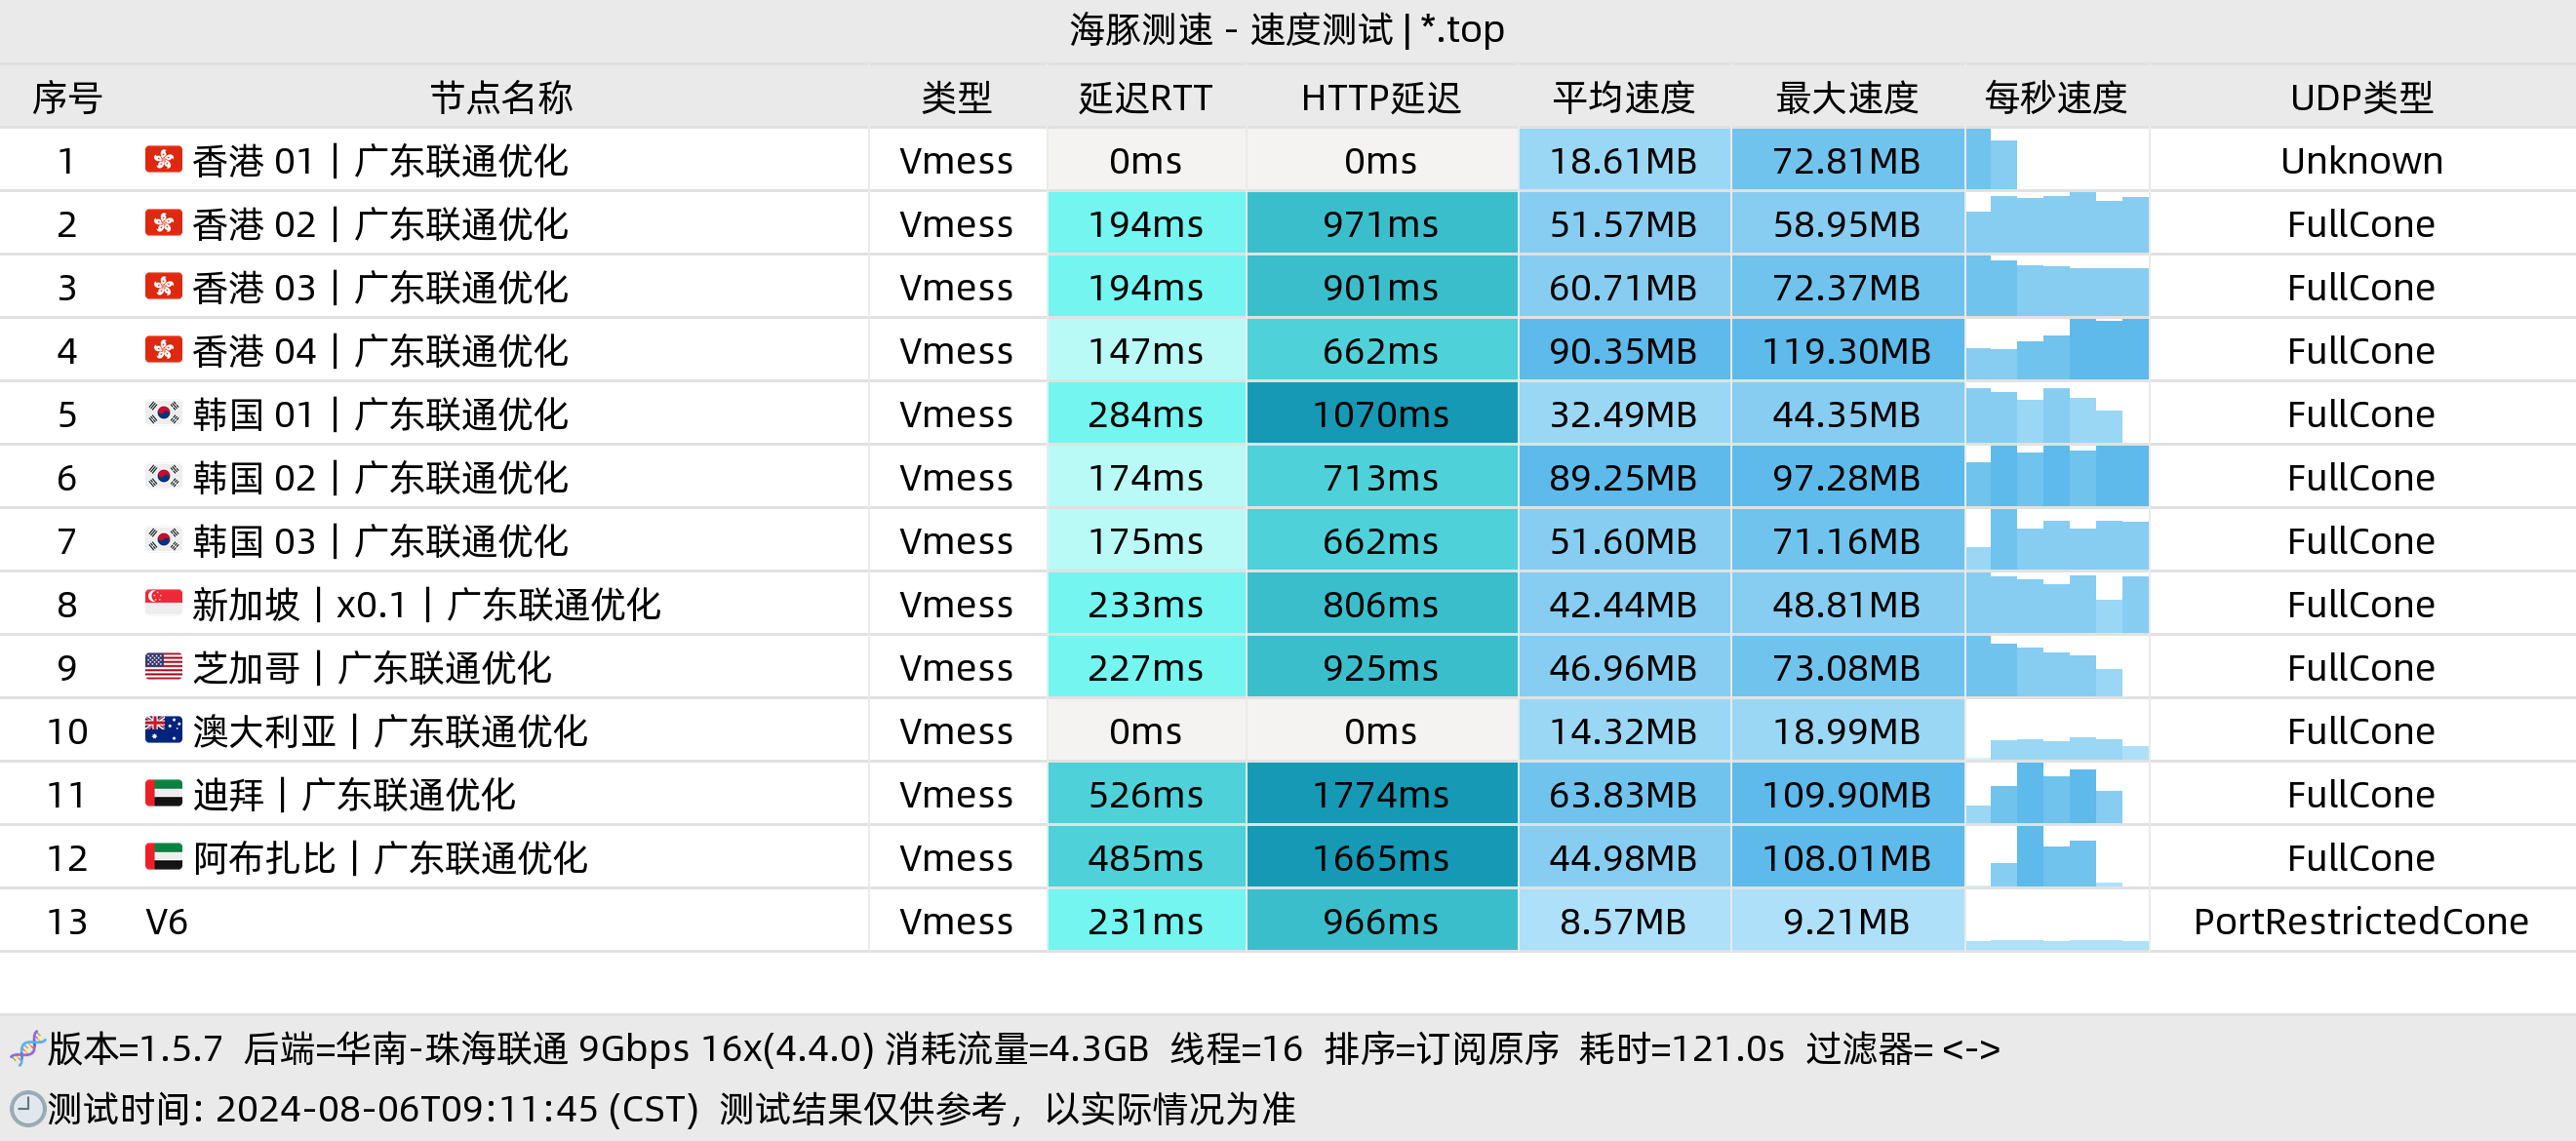 海豚测速 - 速度测试 | *.top
序号 节点名称 类型 延迟RTT HTTP延迟 平均速度 最大速度 每秒速度 UDP类型
1 香港 01 | 广东联通优化 Vmess 0ms 0ms 18.61MB 72.81MB Unknown
2 香港 02 | 广东联通优化 Vmess 194ms 971ms 51.57MB 58.95MB FullCone
3 香港 03 | 广东联通优化 Vmess 194ms 901ms 60.71MB 72.37MB FullCone
4 香港 04 | 广东联通优化 Vmess 147ms 662ms 90.35MB 119.30MB FullCone
5 韩国 01 | 广东联通优化 Vmess 284ms 1070ms 32.49MB 44.35MB FullCone
6 韩国 02 | 广东联通优化 Vmess 174ms 713ms 89.25MB 97.28MB FullCone
7 韩国 03 | 广东联通优化 Vmess 175ms 662ms 51.60MB 71.16MB FullCone
8 新加坡 | x0.1 | 广东联通优化 Vmess 233ms 806ms 42.44MB 48.81MB FullCone
9 芝加哥 | 广东联通优化 Vmess 227ms 925ms 46.96MB 73.08MB FullCone
10 澳大利亚 | 广东联通优化 Vmess 0ms 0ms 14.32MB 18.99MB FullCone
11 迪拜 | 广东联通优化 Vmess 526ms 1774ms 63.83MB 109.90MB FullCone
12 阿布扎比 | 广东联通优化 Vmess 485ms 1665ms 44.98MB 108.01MB FullCone
13 V6 Vmess 231ms 966ms 8.57MB 9.21MB PortRestrictedCone
版本=1.5.7 后端=华南-珠海联通 9Gbps 16x(4.4.0) 消耗流量=4.3GB 线程=16 排序=订阅原序 耗时=121.0s 过滤器= <->
测试时间: 2024-08-06T09:11:45 (CST) 测试结果仅供参考，以实际情况为准